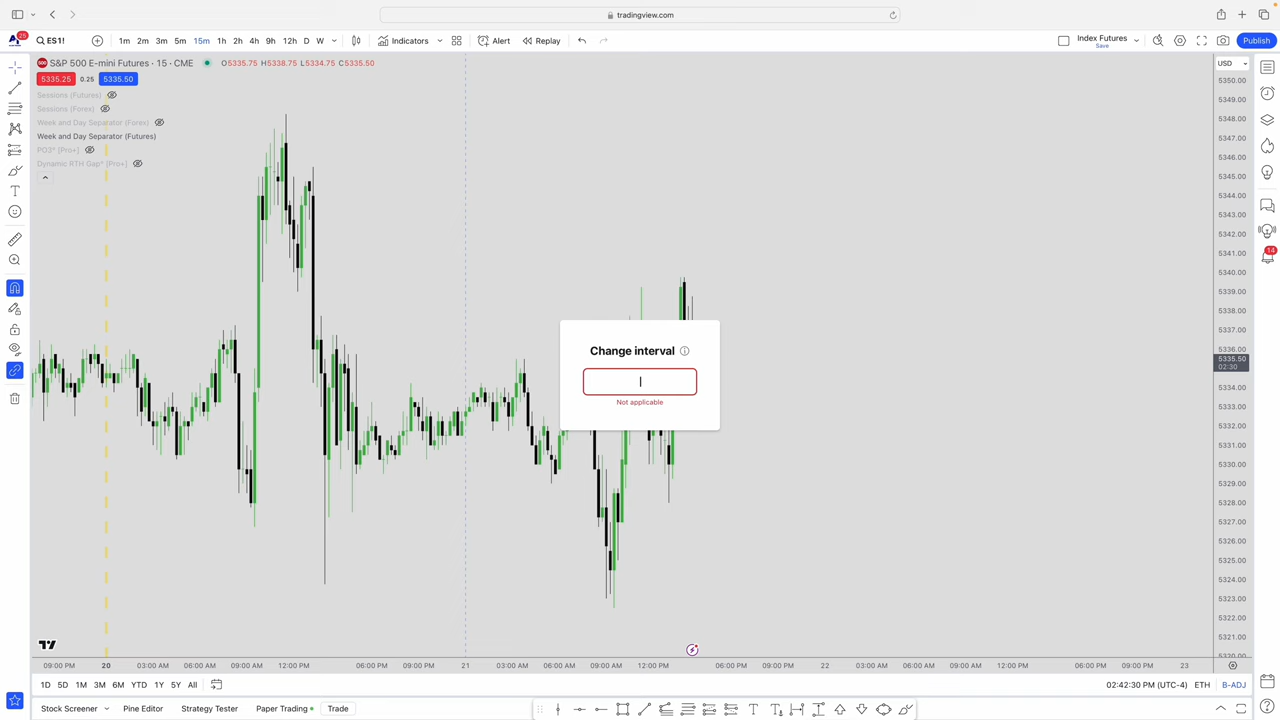 tradingview.com
25
ES1!
1m 2m 3m 5m 15m 1h 2h 4h 9h 12h D W
Indicators
Alert
Replay
Index Futures
Save
Publish
S&P 500 E-mini Futures · 15 · CME
O5335.75 H5338.75 L5334.75 C5335.50
USD
5335.25 0.25 5335.50
Sessions (Futures)
Sessions (Forex)
Week and Day Separator (Forex)
Week and Day Separator (Futures)
PO3® [Pro+]
Dynamic RTH Gap® [Pro+]
5350.00
5349.00
5348.00
5347.00
5346.00
5345.00
5344.00
5343.00
5342.00
5341.00
5340.00
5339.00
5338.00
5337.00
5336.00
5335.50
02:30
5334.00
5333.00
5332.00
5331.00
5330.00
5329.00
5328.00
5327.00
5326.00
5325.00
5324.00
5323.00
5322.00
5321.00
5320.00
14
Change interval
Not applicable
09:00 PM 20 03:00 AM 06:00 AM 09:00 AM 12:00 PM 06:00 PM 09:00 PM 21 03:00 AM 06:00 AM 09:00 AM 12:00 PM 06:00 PM 09:00 PM 22 03:00 AM 06:00 AM 09:00 AM 12:00 PM 06:00 PM 09:00 PM 23
1D 5D 1M 3M 6M YTD 1Y 5Y All
02:42:30 PM (UTC-4) ETH B-ADJ
Stock Screener Pine Editor Strategy Tester Paper Trading Trade